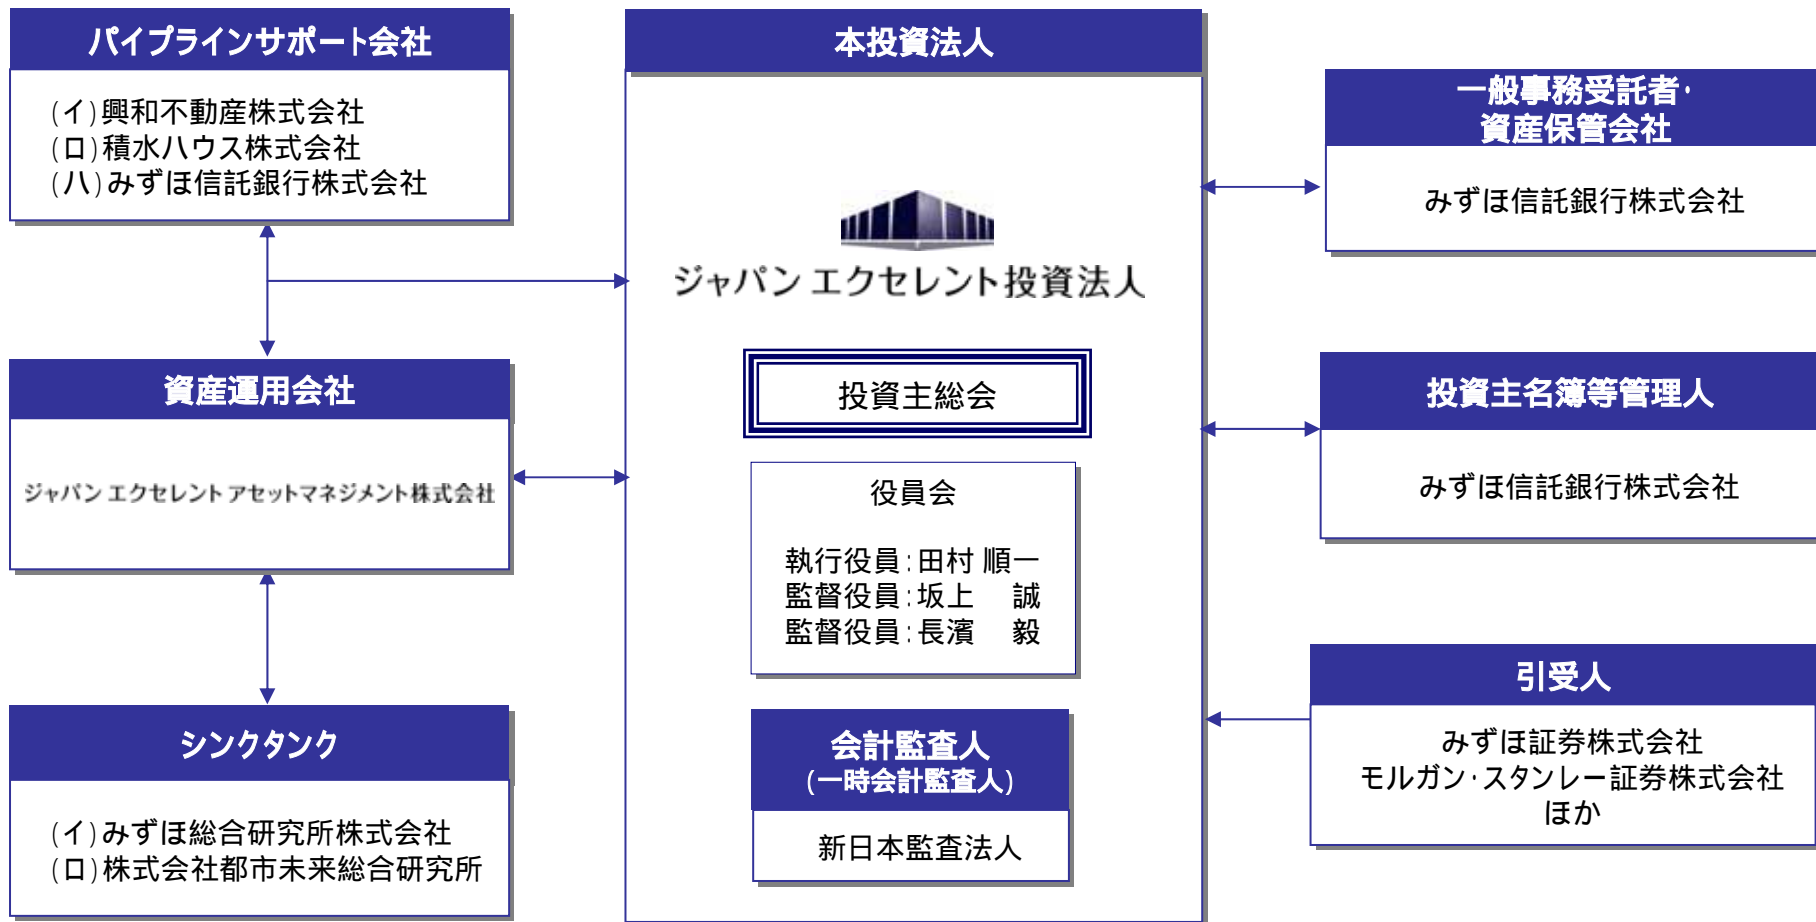 パイプラインサポート会社
(イ)興和不動産株式会社
(ロ)積水ハウス株式会社
(ハ)みずほ信託銀行株式会社
資産運用会社
ジャパン エクセレント アセットマネジメント株式会社
シンクタンク
(イ)みずほ総合研究所株式会社
(ロ)株式会社都市未来総合研究所
本投資法人
ジャパン エクセレント投資法人
投資主総会
役員会
執行役員:田村 順一
監督役員:坂上　誠
監督役員:長濱　毅
会計監査人
(一時会計監査人)
新日本監査法人
一般事務受託者・
資産保管会社
みずほ信託銀行株式会社
投資主名簿等管理人
みずほ信託銀行株式会社
引受人
みずほ証券株式会社
モルガン・スタンレー証券株式会社
ほか